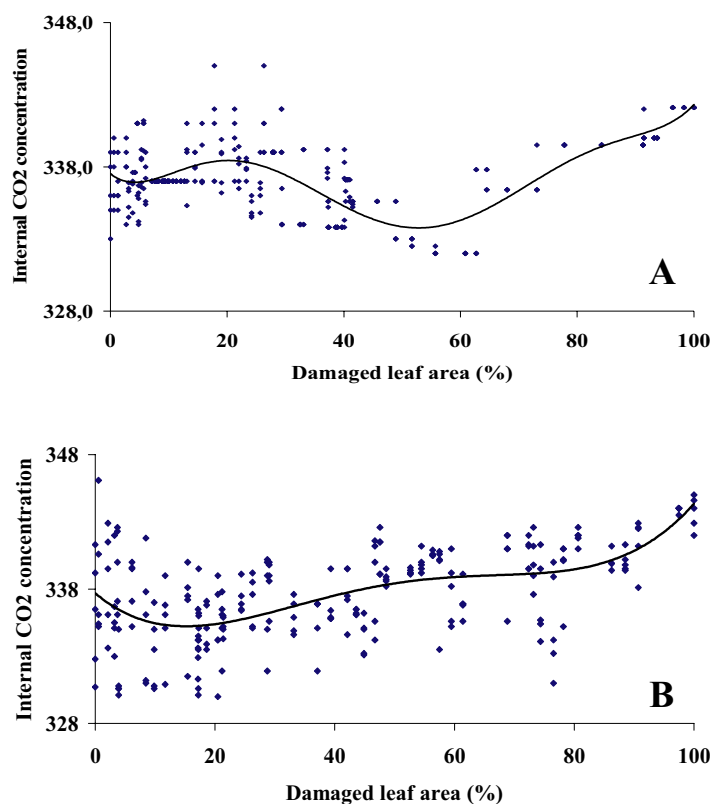 348,0
338,0
328,0
Internal CO2 concentration
0 20 40 60 80 100
Damaged leaf area (%)
A
348
338
328
Internal CO2 concentration
0 20 40 60 80 100
Damaged leaf area (%)
B